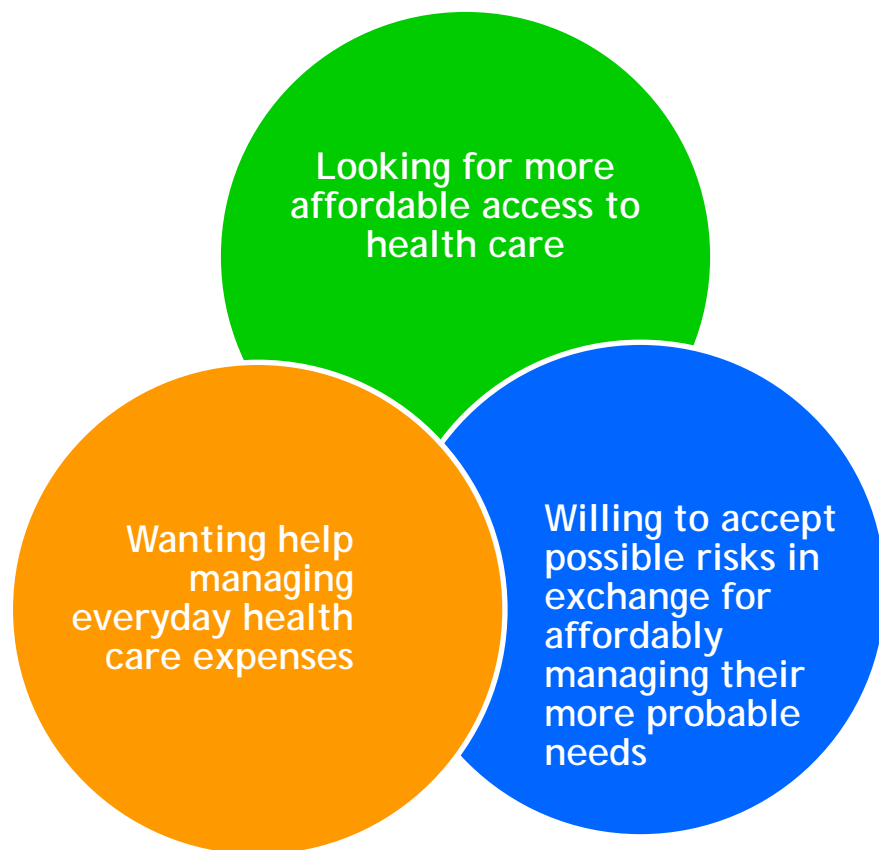 Looking for more
affordable access to
health care
Wanting help
managing
everyday health
care expenses
Willing to accept
possible risks in
exchange for
affordably
managing their
more probable
needs